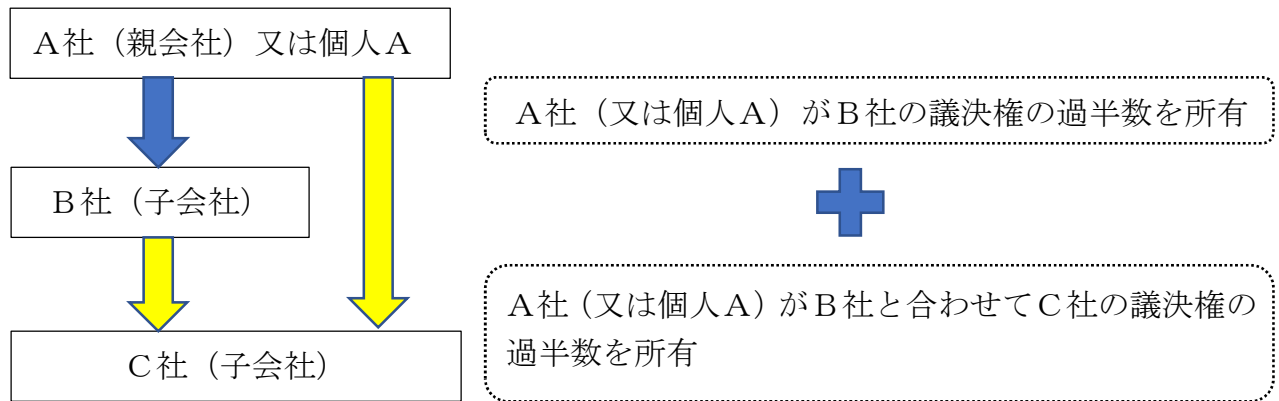 A社（親会社）又は個人A
A社（又は個人A）がB社の議決権の過半数を所有
B社（子会社）
A社（又は個人A）がB社と合わせてC社の議決権の
過半数を所有
C社（子会社）